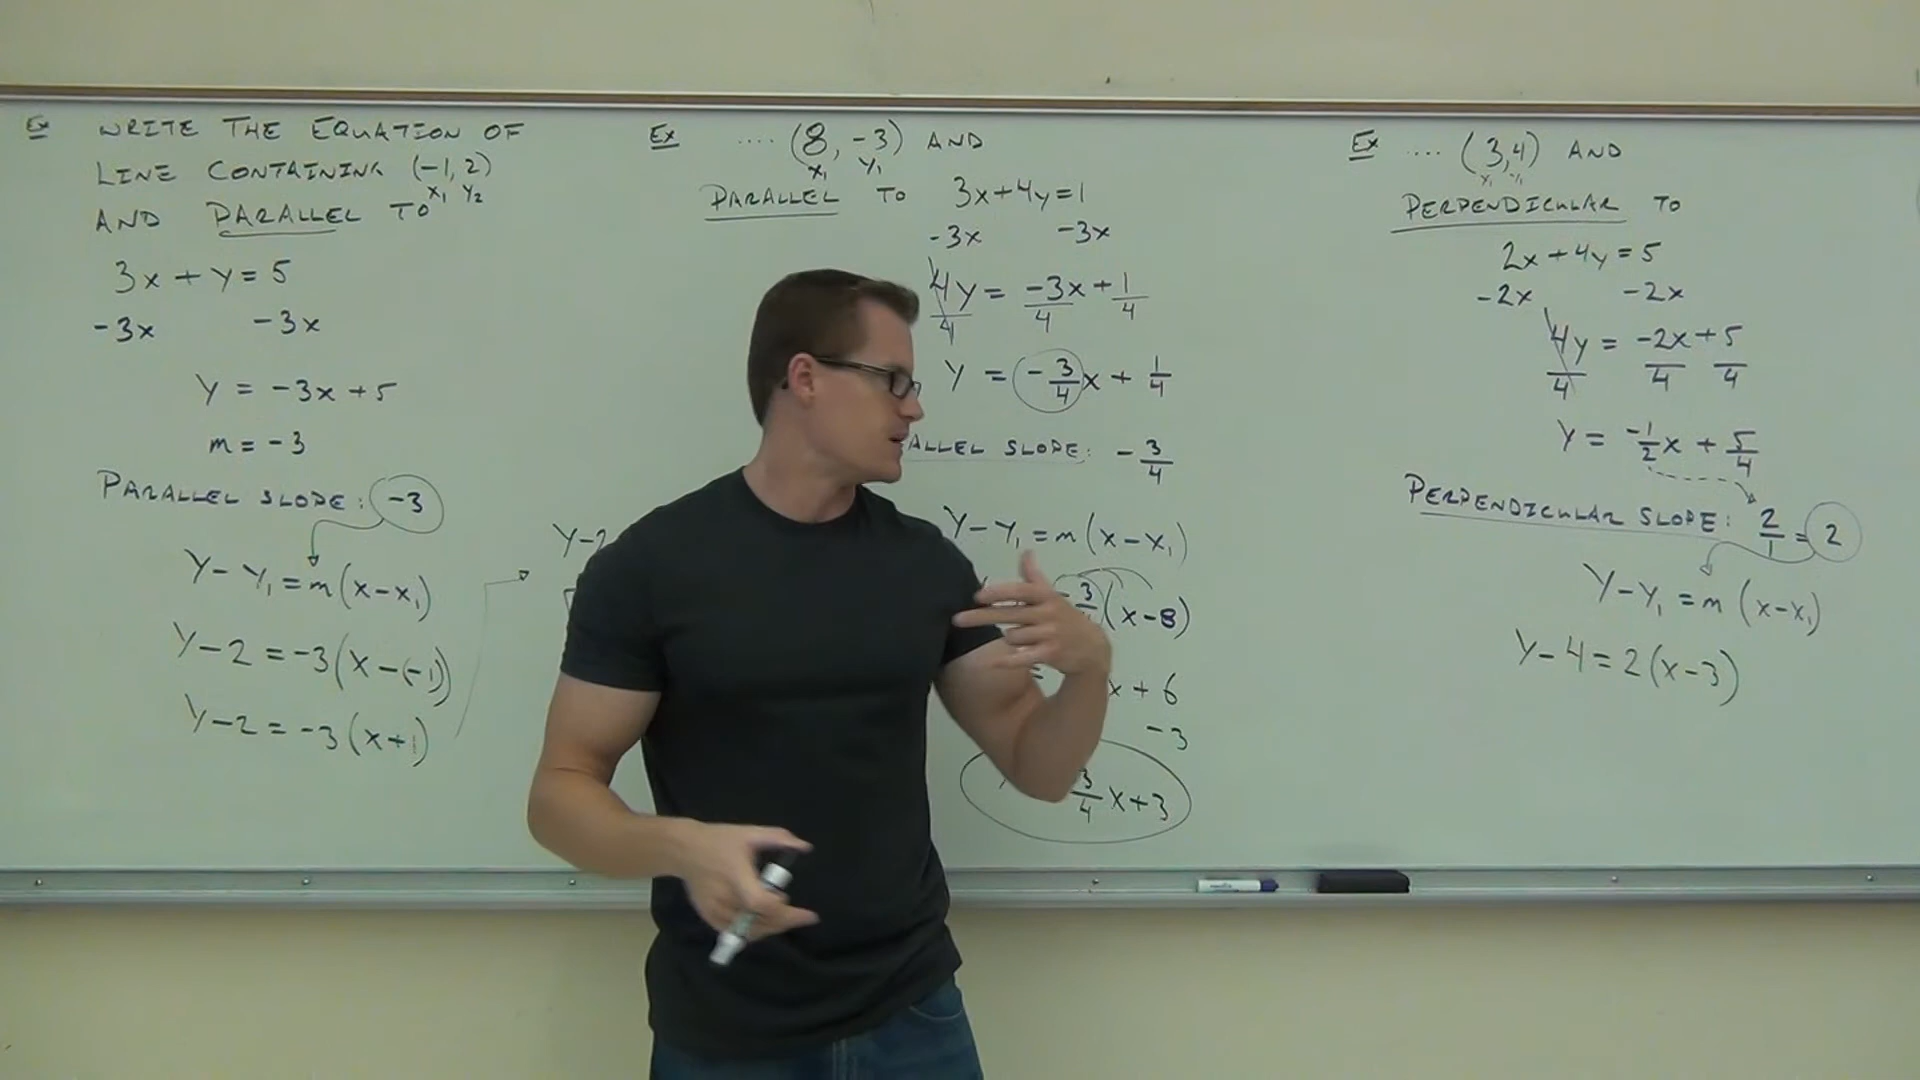 Ex WRITE THE EQUATION OF
LINE CONTAINING (-1, 2)
x₁ y₂
AND PARALLEL TO
3x + y = 5
-3x -3x
y = -3x + 5
m = -3
PARALLEL SLOPE: -3
y - y₁ = m(x - x₁)
y - 2 = -3(x - (-1))
y - 2 = -3(x + 1)
y - 2
Ex .... (8, -3) AND
x₁ y₁
PARALLEL TO 3x + 4y = 1
-3x -3x
4y/4 = -3x/4 + 1/4
y = -3/4 x + 1/4
ALLEL SLOPE: -3/4
y - y₁ = m(x - x₁)
(x - 8)
x + 6
-3
3/4 x + 3
Ex .... (3, 4) AND
x₁ y₁
PERPENDICULAR TO
2x + 4y = 5
-2x -2x
4y/4 = -2x/4 + 5/4
y = -1/2 x + 5/4
PERPENDICULAR SLOPE: 2/1 = 2
y - y₁ = m(x - x₁)
y - 4 = 2(x - 3)